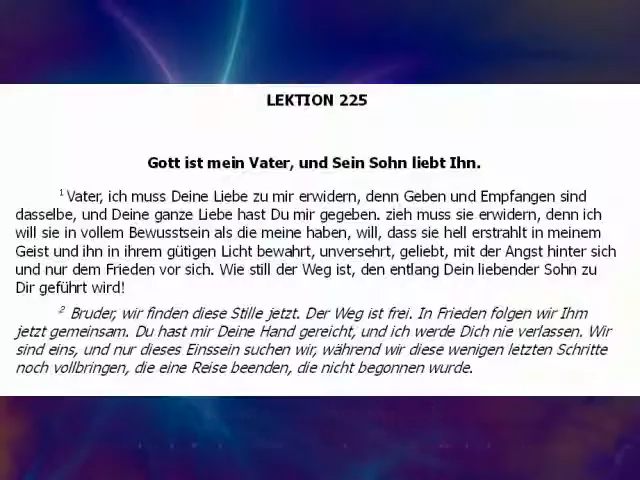 LEKTION 225
Gott ist mein Vater, und Sein Sohn liebt Ihn.
1 Vater, ich muss Deine Liebe zu mir erwidern, denn Geben und Empfangen sind
dasselbe, und Deine ganze Liebe hast Du mir gegeben. zieh muss sie erwidern, denn ich
will sie in vollem Bewusstsein als die meine haben, will, dass sie hell erstrahlt in meinem
Geist und ihn in ihrem gütigen Licht bewahrt, unversehrt, geliebt, mit der Angst hinter sich
und nur dem Frieden vor sich. Wie still der Weg ist, den entlang Dein liebender Sohn zu
Dir geführt wird!
2 Bruder, wir finden diese Stille jetzt. Der Weg ist frei. In Frieden folgen wir Ihm
jetzt gemeinsam. Du hast mir Deine Hand gereicht, und ich werde Dich nie verlassen. Wir
sind eins, und nur dieses Einssein suchen wir, während wir diese wenigen letzten Schritte
noch vollbringen, die eine Reise beenden, die nicht begonnen wurde.